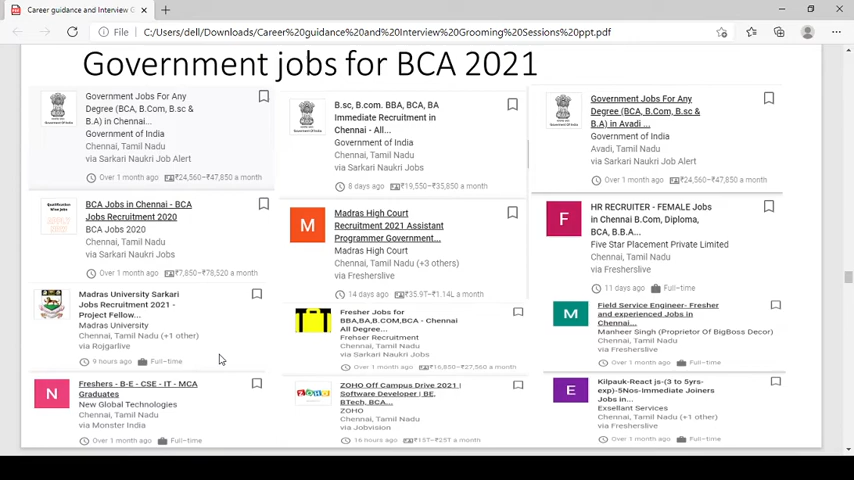 Career guidance and Interview G
File
C:/Users/dell/Downloads/Career%20guidance%20and%20Interview%20Grooming%20Sessions%20ppt.pdf
Government jobs for BCA 2021
Government Jobs For Any
Degree (BCA, B.Com, B.sc &
B.A) in Chennai...
Government of India
Chennai, Tamil Nadu
via Sarkari Naukri Job Alert
Over 1 month ago ₹24,560–₹47,850 a month
B.sc, B.com. BBA, BCA, BA
Immediate Recruitment in
Chennai - All...
Government of India
Chennai, Tamil Nadu
via Sarkari Naukri Jobs
8 days ago ₹19,550–₹35,850 a month
Government Jobs For Any
Degree (BCA, B.Com, B.sc &
B.A) in Avadi ...
Government of India
Avadi, Tamil Nadu
via Sarkari Naukri Job Alert
Over 1 month ago ₹24,560–₹47,850 a month
BCA Jobs in Chennai - BCA
Jobs Recruitment 2020
BCA Jobs 2020
Chennai, Tamil Nadu
via Sarkari Jobs
Over 1 month ago ₹7,850–₹78,520 a month
M
Madras High Court
Recruitment 2021 Assistant
Programmer Government...
Madras High Court
Chennai, Tamil Nadu (+3 others)
via Fresherslive
14 days ago ₹35.9T–₹1.14L a month
F
HR RECRUITER - FEMALE Jobs
in Chennai B.Com, Diploma,
BCA, B.B.A...
Five Star Placement Private Limited
Chennai, Tamil Nadu
via Fresherslive
11 days ago Full–time
Madras University Sarkari
Jobs Recruitment 2021 -
Project Fellow...
Madras University
Chennai, Tamil Nadu (+1 other)
via Rojgarlive
9 hours ago Full–time
Fresher Jobs for
BBA,BA,B.COM,BCA - Chennai
All Degree...
Frehser Recruitment
Chennai, Tamil Nadu
via Sarkari Naukri Jobs
Over 1 month ago ₹16,850–₹27,560 a month
M
Field Service Engineer- Fresher
and experienced Jobs in
Chennai...
Manheer Singh (Proprietor Of BigBoss Decor)
Chennai, Tamil Nadu
via Fresherslive
Over 1 month ago Full–time
N
Freshers - B-E - CSE - IT - MCA
Graduates
New Global Technologies
Chennai, Tamil Nadu
via Monster India
Over 1 month ago Full–time
ZOHO
ZOHO Off Campus Drive 2021 |
Software Developer | BE,
BTech, BCA...
ZOHO
Chennai, Tamil Nadu
via Jobvision
16 hours ago ₹15T–₹25T a month
E
Kilpauk-React js-(3 to 5yrs-
exp)-5Nos-Immediate Joiners
Jobs in...
Exsellant Services
Chennai, Tamil Nadu (+1 other)
via Fresherslive
Over 1 month ago Full–time